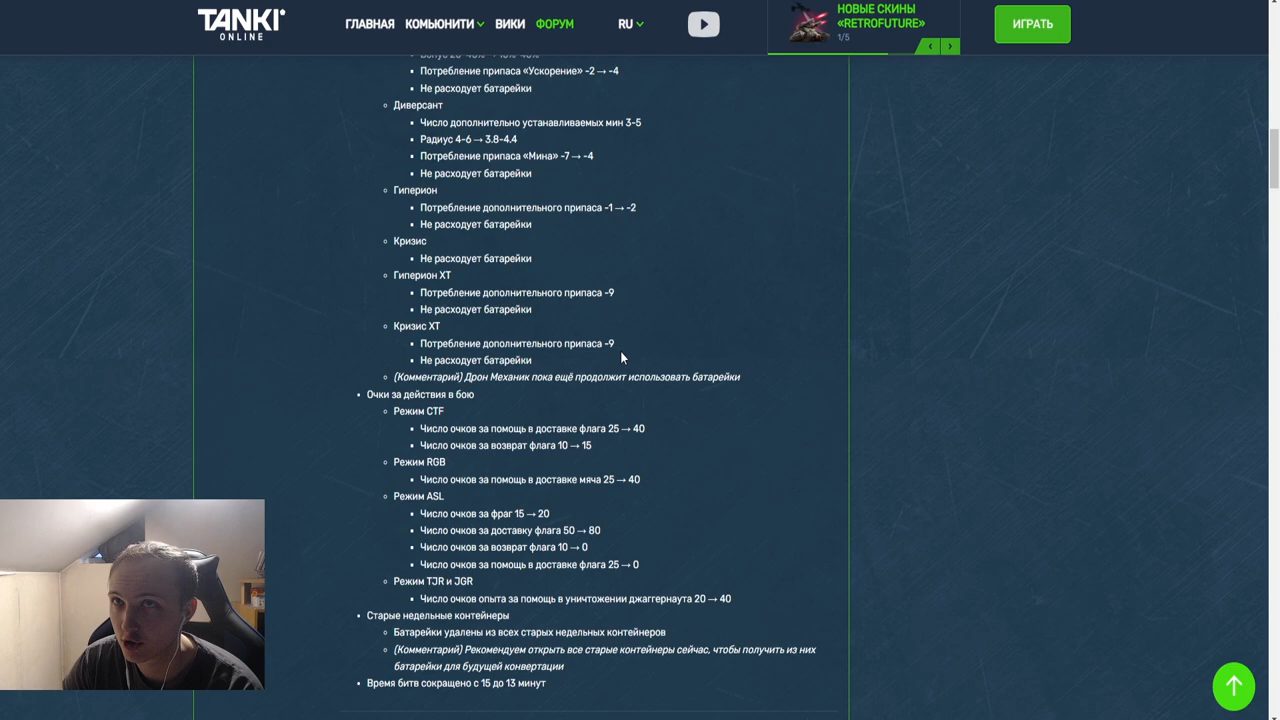 TANKI
ONLINE
ГЛАВНАЯ КОМЬЮНИТИ ВИКИ ФОРУМ RU
НОВЫЕ СКИНЫ
«RETROFUTURE»
1/5
ИГРАТЬ
Потребление припаса «Ускорение» -2 → -4
Не расходует батарейки
Диверсант
Число дополнительно устанавливаемых мин 3-5
Радиус 4-6 → 3.8-4.4
Потребление припаса «Мина» -7 → -4
Не расходует батарейки
Гиперион
Потребление дополнительного припаса -1 → -2
Не расходует батарейки
Кризис
Не расходует батарейки
Гиперион XT
Потребление дополнительного припаса -9
Не расходует батарейки
Кризис XT
Потребление дополнительного припаса -9
Не расходует батарейки
(Комментарий) Дрон Механик пока ещё продолжит использовать батарейки
Очки за действия в бою
Режим CTF
Число очков за помощь в доставке флага 25 → 40
Число очков за возврат флага 10 → 15
Режим RGB
Число очков за помощь в доставке мяча 25 → 40
Режим ASL
Число очков за фраг 15 → 20
Число очков за доставку флага 50 → 80
Число очков за возврат флага 10 → 0
Число очков за помощь в доставке флага 25 → 0
Режим TJR и JGR
Число очков опыта за помощь в уничтожении джаггернаута 20 → 40
Старые недельные контейнеры
Батарейки удалены из всех старых недельных контейнеров
(Комментарий) Рекомендуем открыть все старые контейнеры сейчас, чтобы получить из них
батарейки для будущей конвертации
Время битв сокращено с 15 до 13 минут